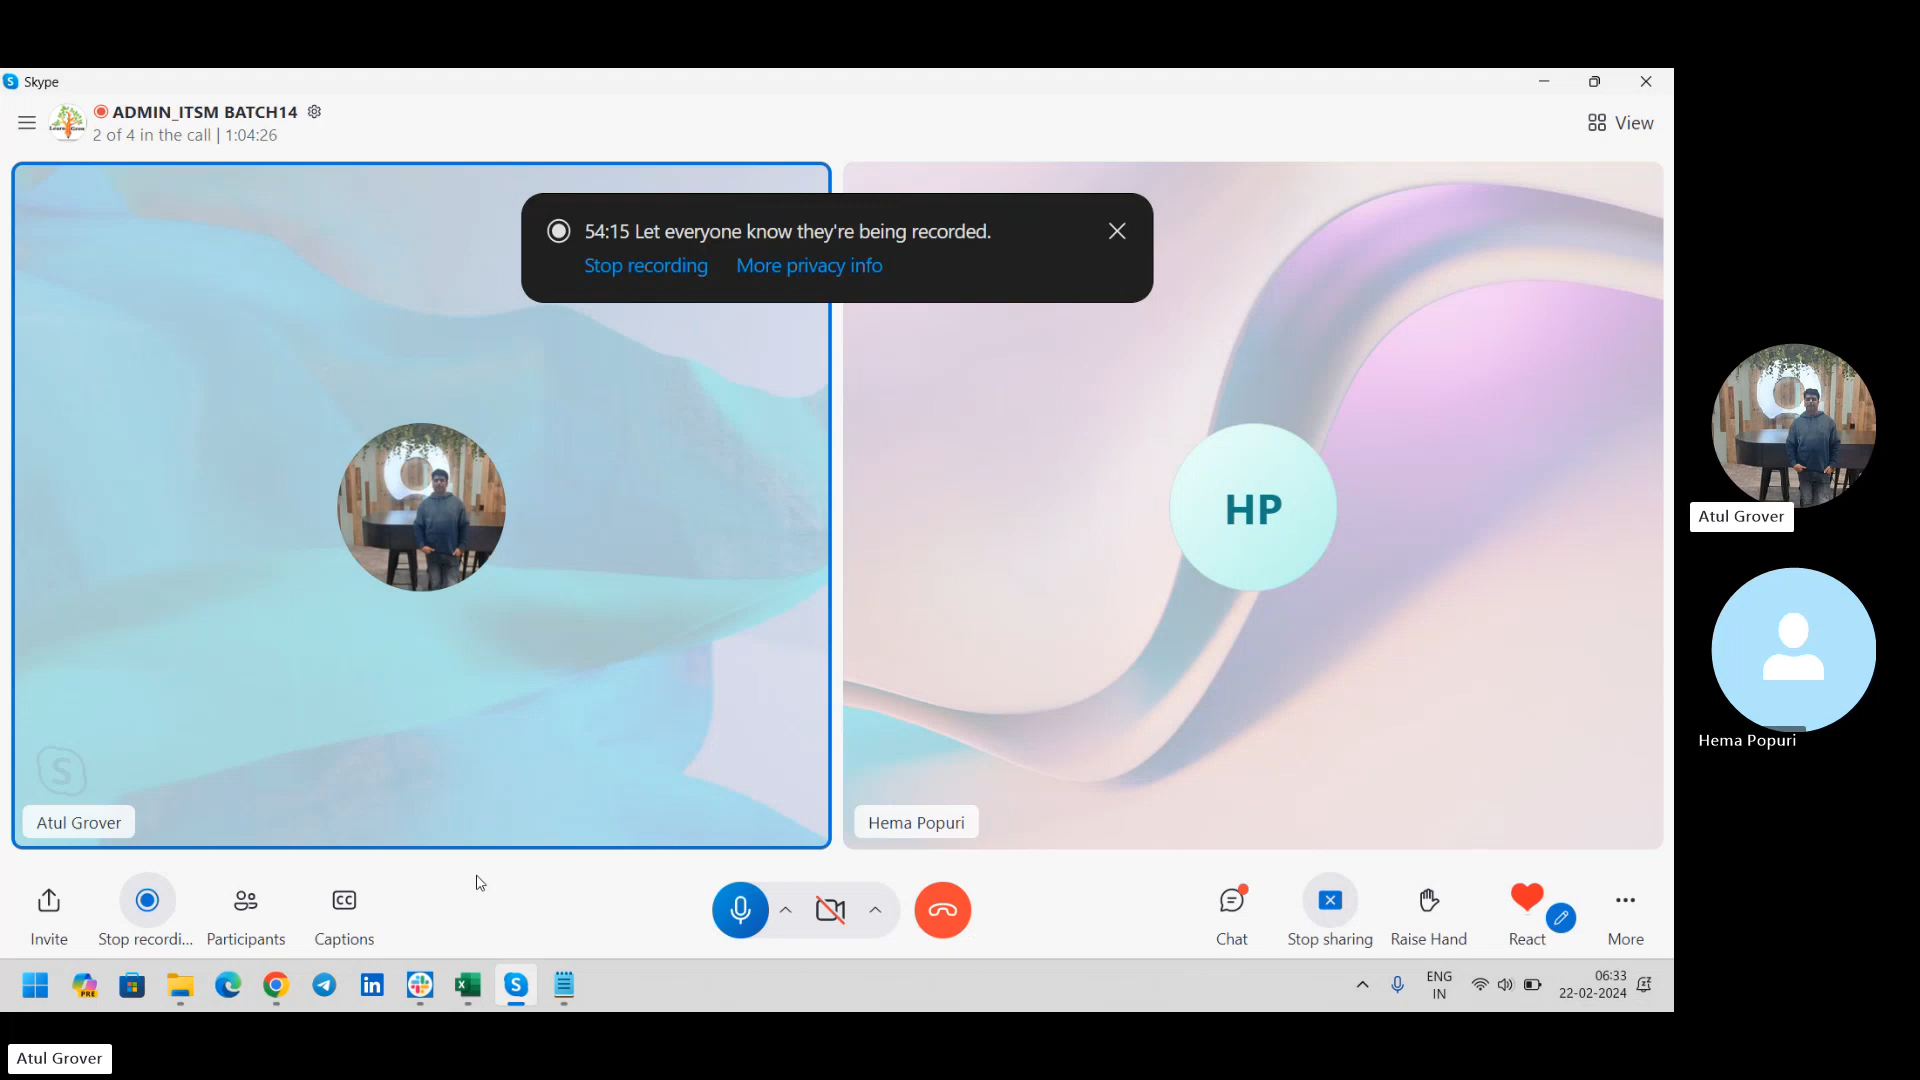 Skype
ADMIN_ITSM BATCH14
2 of 4 in the call | 1:04:26
View
54:15 Let everyone know they're being recorded.
Stop recording More privacy info
HP
Atul Grover
Hema Popuri
Atul Grover
Hema Popuri
Invite
Stop recordi...
Participants
CC
Captions
Chat
Stop sharing
Raise Hand
React
More
PRE
ENG
IN
06:33
22-02-2024
Atul Grover